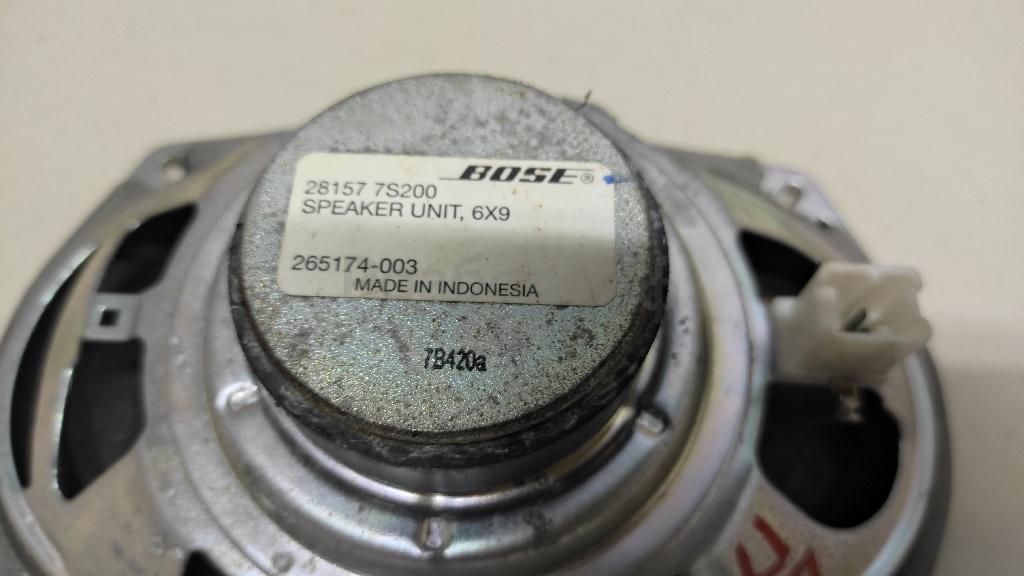 BOSE®
28157 7S200
SPEAKER UNIT, 6X9
265174-003
MADE IN INDONESIA
7B420a